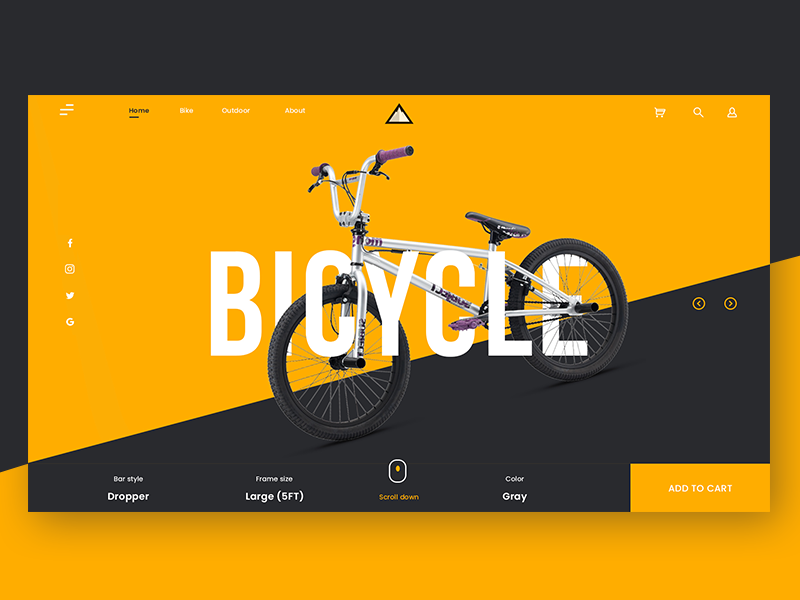 Home
Bike
Outdoor
About
BICYCLE
Bar style
Dropper
Frame size
Large (5FT)
Scroll down
Color
Gray
ADD TO CART